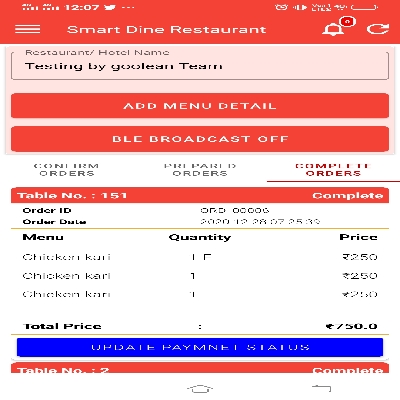 12:07
Smart Dine Restaurant
0
Restaurant/ Hotel Name
Testing by goolean Team
ADD MENU DETAIL
BLE BROADCAST OFF
CONFIRM ORDERS
PREPARED ORDERS
COMPLETE ORDERS
Table No. : 151 Complete
Order ID ORD-00006
Order Date 2020-12-28 07:25:39
Menu Quantity Price
Chicken kari 1 F ₹250
Chicken kari 1 ₹250
Chicken kari 1 ₹250
Total Price : ₹750.0
UPDATE PAYMNET STATUS
Table No. : 2 Complete